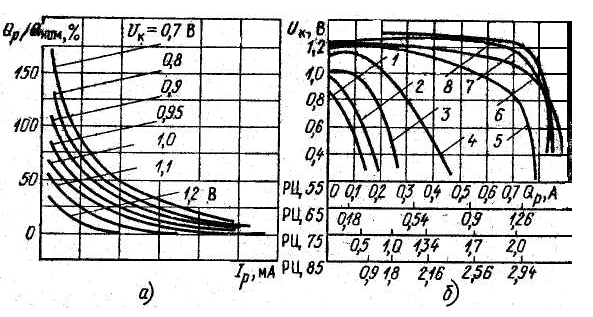 Qр/Qном,%
Uк=0,7 В
0,8
0,9
0,95
1,0
1,1
1,2 В
150
100
50
0
Iр, мА
а)
Uк, В
1,2
1,0
0,8
0,6
0,4
1
2
3
4
5
6
7
8
РЦ, 55 0 0,1 0,2 0,3 0,4 0,5 0,6 0,7 Qр, А
РЦ, 65 0,18 0,54 0,9 1,26
РЦ, 75 0,5 1,0 1,34 1,7 2,0
РЦ, 85 0,9 1,8 2,16 2,56 2,94
б)